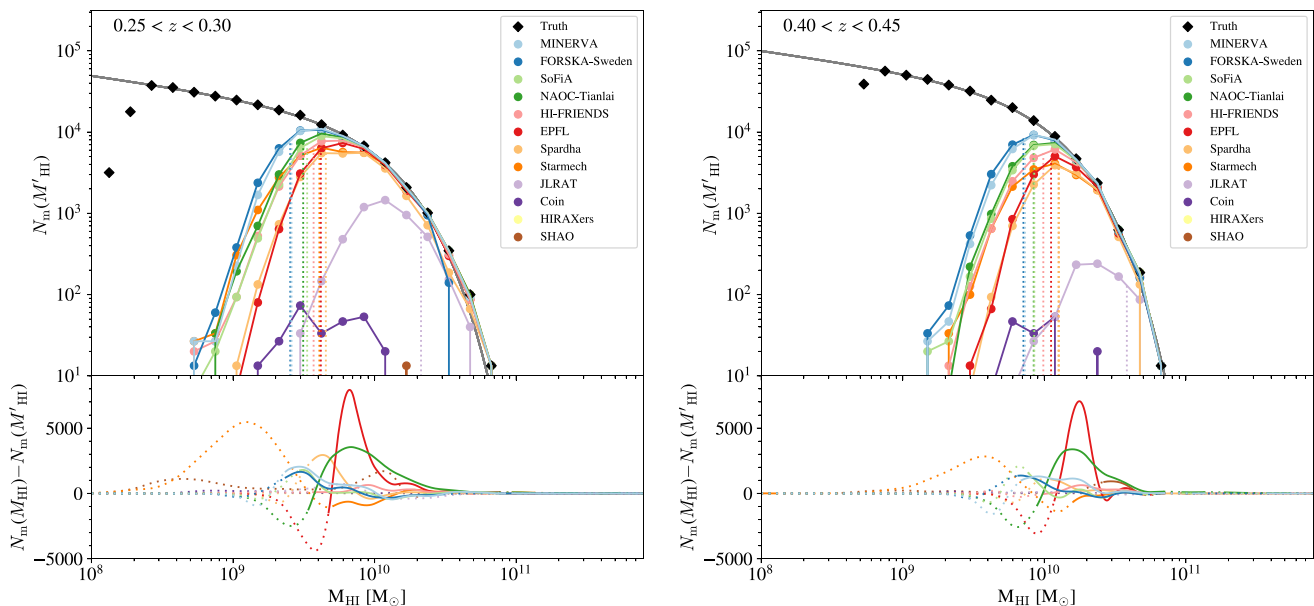 0.25 < z < 0.30
Truth
MINERVA
FORSKA-Sweden
SoFiA
NAOC-Tianlai
HI-FRIENDS
EPFL
Spardha
Starmech
JLRAT
Coin
HIRAXers
SHAO
N_m(M'_HI)
10^5
10^4
10^3
10^2
10^1
N_m(M_HI) − N_m(M'_HI)
5000
0
−5000
10^8
10^9
10^10
10^11
M_HI [M_⊙]
0.40 < z < 0.45
Truth
MINERVA
FORSKA-Sweden
SoFiA
NAOC-Tianlai
HI-FRIENDS
EPFL
Spardha
Starmech
JLRAT
Coin
HIRAXers
SHAO
N_m(M'_HI)
10^5
10^4
10^3
10^2
10^1
N_m(M_HI) − N_m(M'_HI)
5000
0
−5000
10^8
10^9
10^10
10^11
M_HI [M_⊙]